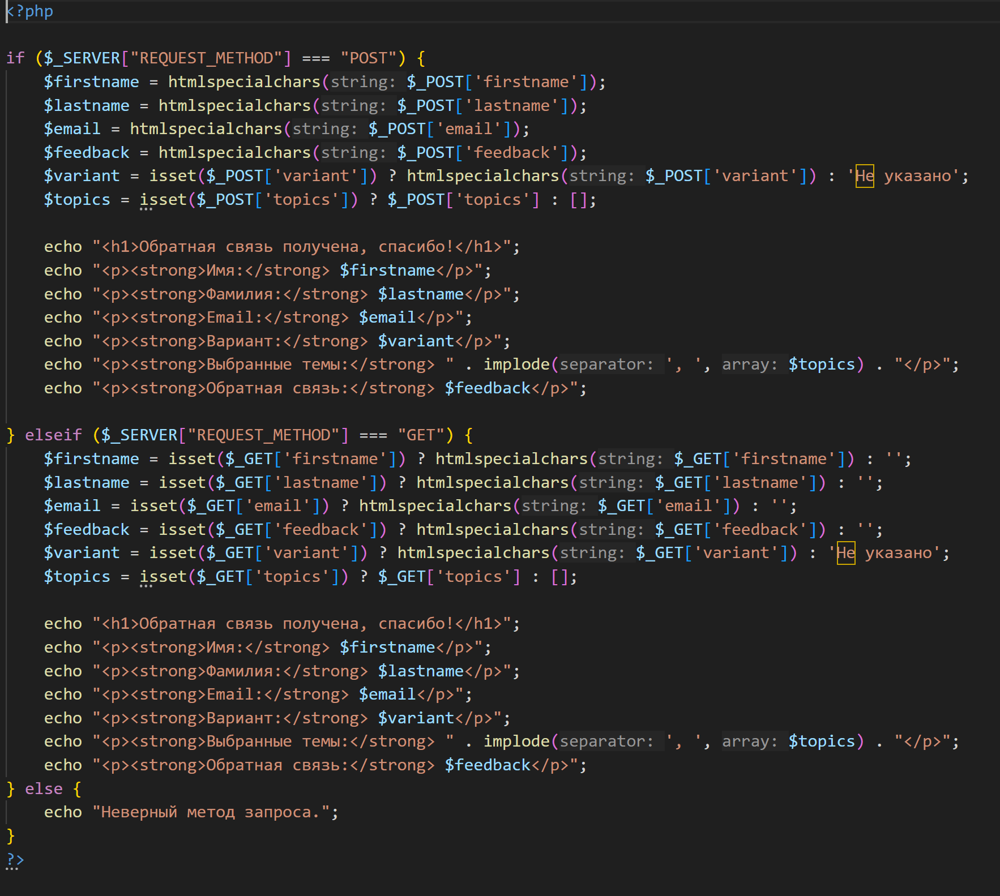 <?php
if ($_SERVER["REQUEST_METHOD"] === "POST") {
$firstname = htmlspecialchars(string: $_POST['firstname']);
$lastname = htmlspecialchars(string: $_POST['lastname']);
$email = htmlspecialchars(string: $_POST['email']);
$feedback = htmlspecialchars(string: $_POST['feedback']);
$variant = isset($_POST['variant']) ? htmlspecialchars(string: $_POST['variant']) : 'Не указано';
$topics = isset($_POST['topics']) ? $_POST['topics'] : [];
echo "<h1>Обратная связь получена, спасибо!</h1>";
echo "<p><strong>Имя:</strong> $firstname</p>";
echo "<p><strong>Фамилия:</strong> $lastname</p>";
echo "<p><strong>Email:</strong> $email</p>";
echo "<p><strong>Вариант:</strong> $variant</p>";
echo "<p><strong>Выбранные темы:</strong> " . implode(separator: ', ', array: $topics) . "</p>";
echo "<p><strong>Обратная связь:</strong> $feedback</p>";
} elseif ($_SERVER["REQUEST_METHOD"] === "GET") {
$firstname = isset($_GET['firstname']) ? htmlspecialchars(string: $_GET['firstname']) : '';
$lastname = isset($_GET['lastname']) ? htmlspecialchars(string: $_GET['lastname']) : '';
$email = isset($_GET['email']) ? htmlspecialchars(string: $_GET['email']) : '';
$feedback = isset($_GET['feedback']) ? htmlspecialchars(string: $_GET['feedback']) : '';
$variant = isset($_GET['variant']) ? htmlspecialchars(string: $_GET['variant']) : 'Не указано';
$topics = isset($_GET['topics']) ? $_GET['topics'] : [];
echo "<h1>Обратная связь получена, спасибо!</h1>";
echo "<p><strong>Имя:</strong> $firstname</p>";
echo "<p><strong>Фамилия:</strong> $lastname</p>";
echo "<p><strong>Email:</strong> $email</p>";
echo "<p><strong>Вариант:</strong> $variant</p>";
echo "<p><strong>Выбранные темы:</strong> " . implode(separator: ', ', array: $topics) . "</p>";
echo "<p><strong>Обратная связь:</strong> $feedback</p>";
} else {
echo "Неверный метод запроса.";
}
?>